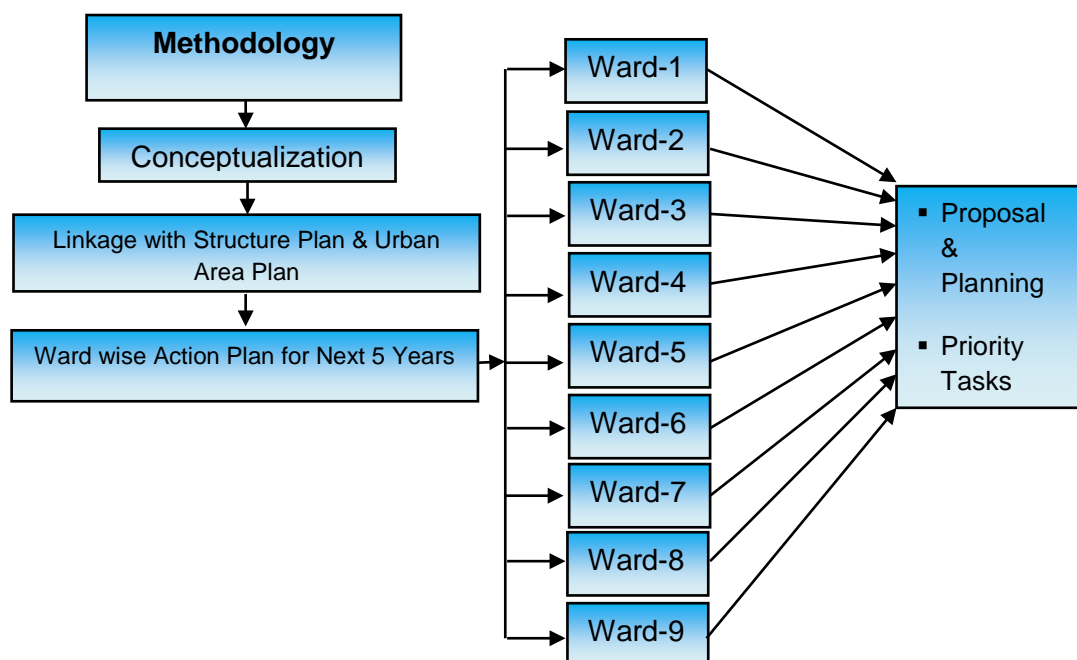 Methodology
Conceptualization
Linkage with Structure Plan & Urban
Area Plan
Ward wise Action Plan for Next 5 Years
Ward-1
Ward-2
Ward-3
Ward-4
Ward-5
Ward-6
Ward-7
Ward-8
Ward-9
▪ Proposal
&
Planning
▪ Priority
Tasks